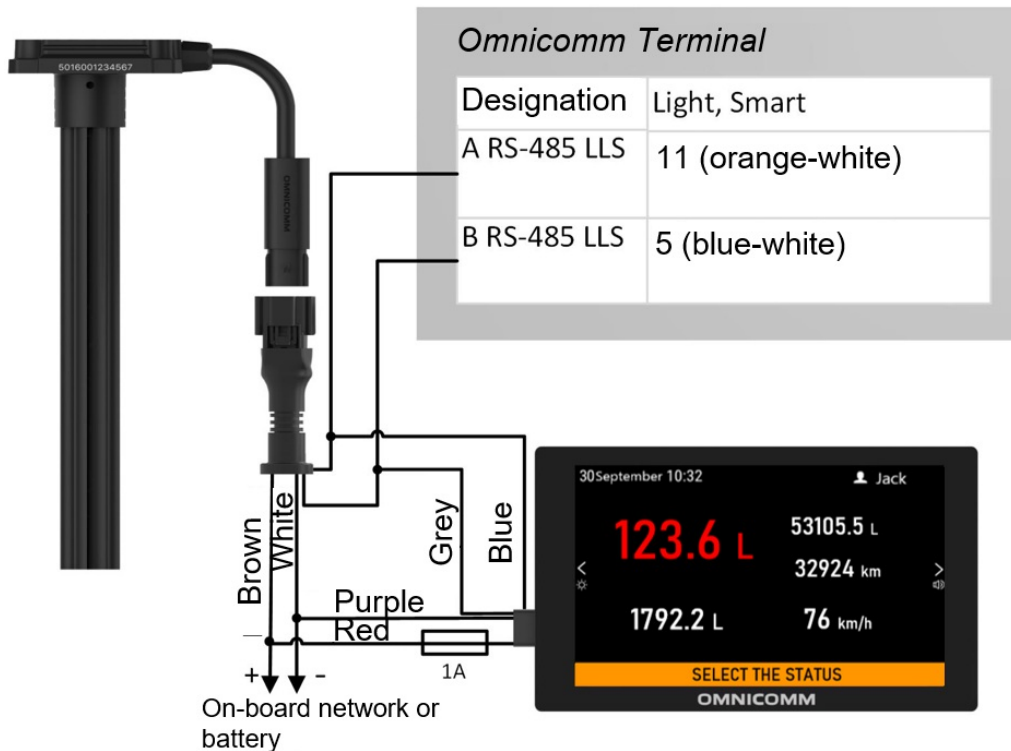 5016001234567
OMNICOMM
Omnicomm Terminal
Designation Light, Smart
A RS-485 LLS 11 (orange-white)
B RS-485 LLS 5 (blue-white)
Brown
White
Grey
Blue
Purple
Red
1A
+ -
On-board network or
battery
30September 10:32 Jack
123.6 L
53105.5 L
32924 km
1792.2 L
76 km/h
SELECT THE STATUS
OMNICOMM